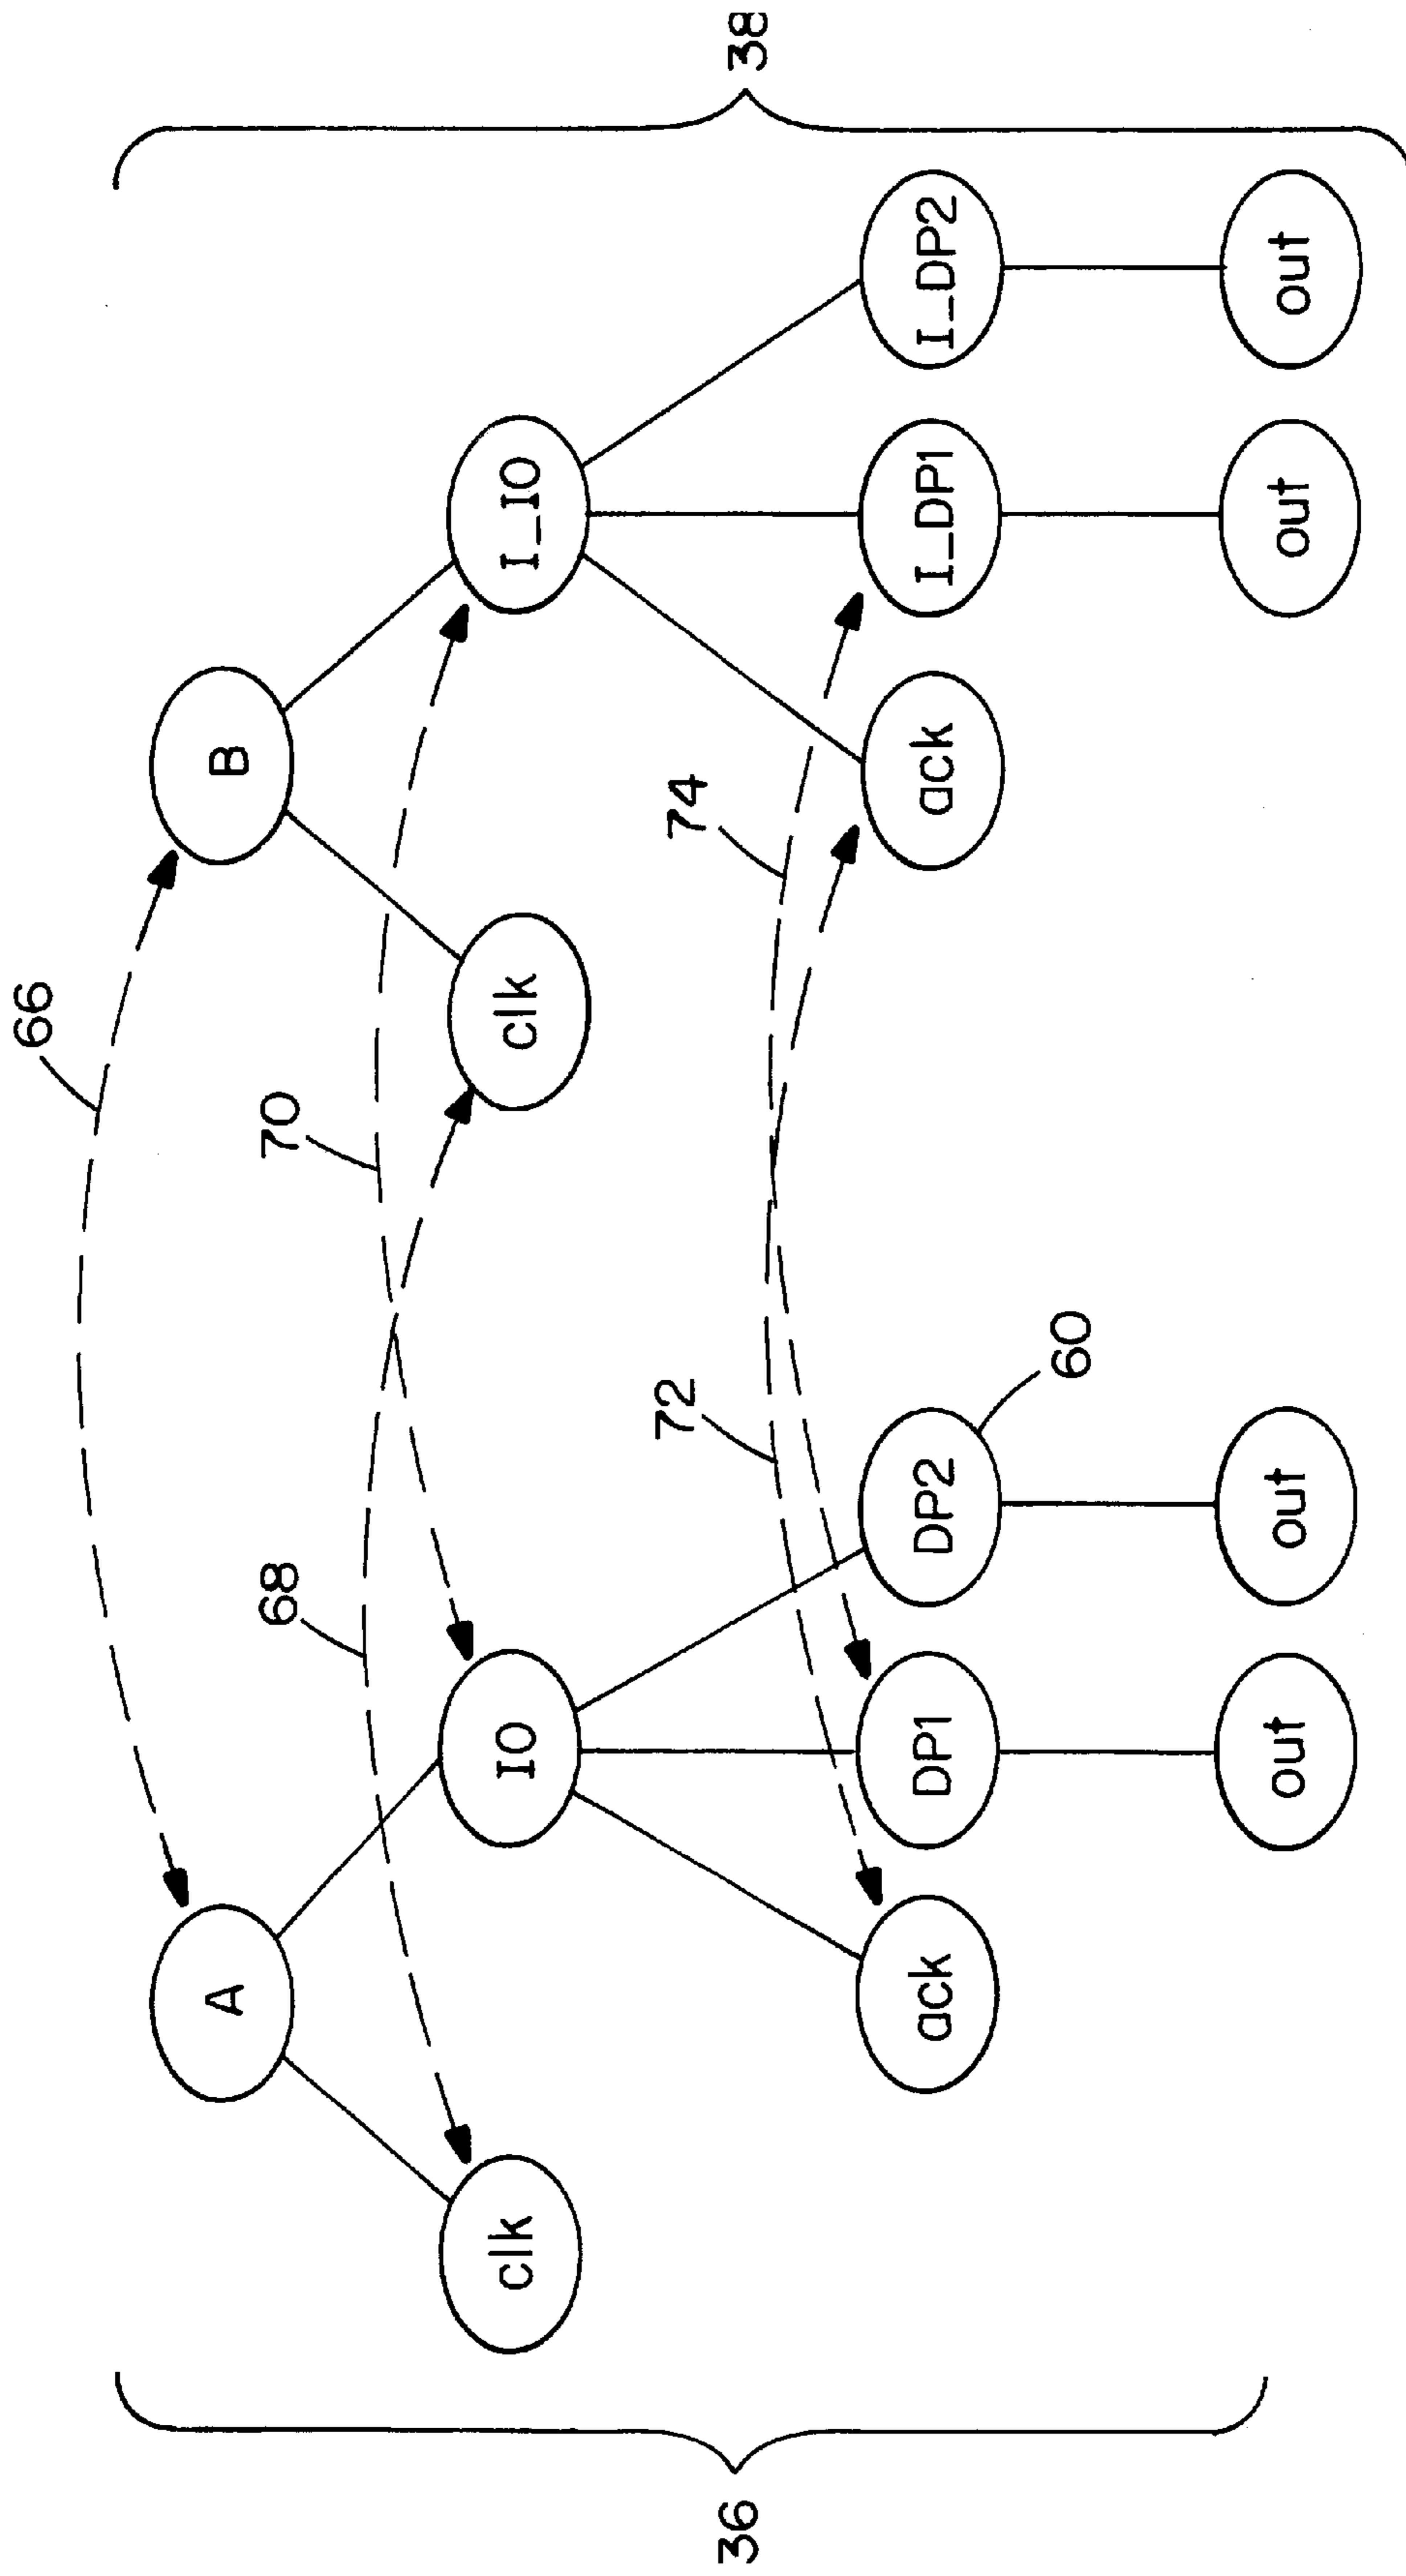 66
A
B
68
70
36
clk
IO
clk
I_IO
38
72
74
ack
DP1
DP2
ack
I_DP1
I_DP2
60
out
out
out
out